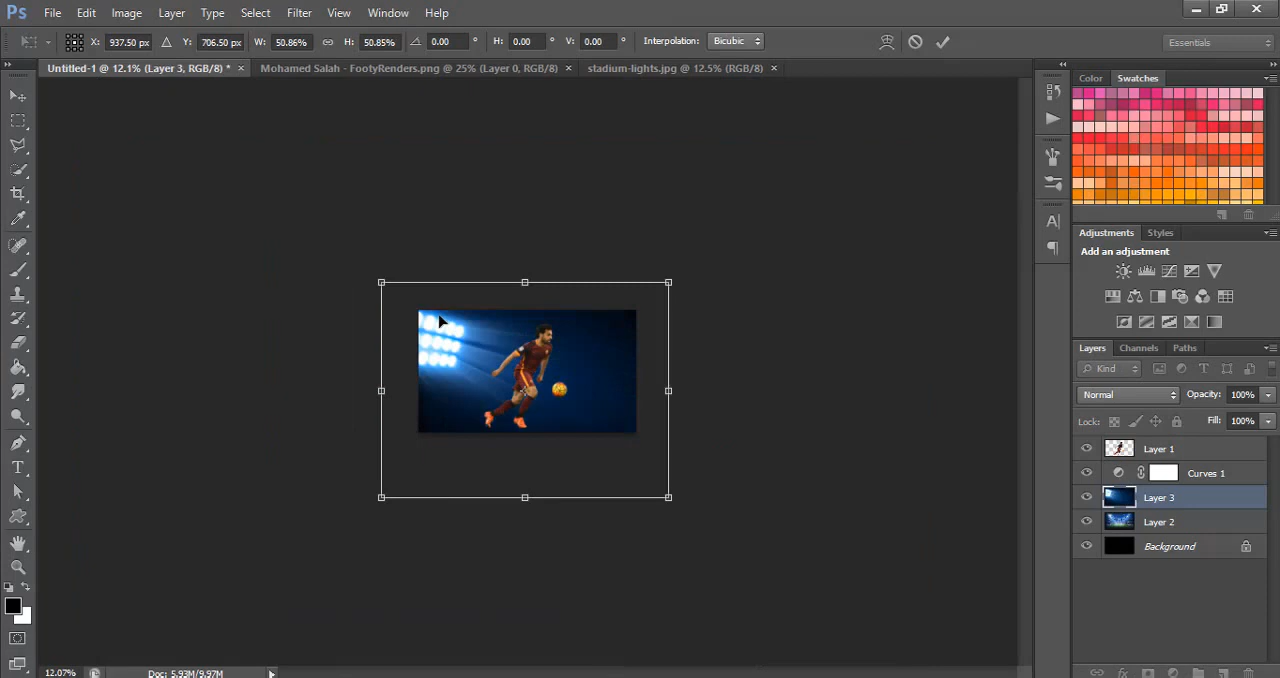 Ps File Edit Image Layer Type Select Filter View Window Help
X: 937.50 px Y: 706.50 px W: 50.86% H: 50.85% 0.00 ° H: 0.00 ° V: 0.00 ° Interpolation: Bicubic Essentials
Untitled-1 @ 12.1% (Layer 3, RGB/8) * × Mohamed Salah - FootyRenders.png @ 25% (Layer 0, RGB/8) × stadium-lights.jpg @ 12.5% (RGB/8) ×
Color Swatches
Adjustments Styles
Add an adjustment
Layers Channels Paths
Kind
Normal Opacity: 100%
Lock: Fill: 100%
Layer 1
Curves 1
Layer 3
Layer 2
Background
12.07% Doc: 5.93M/9.97M